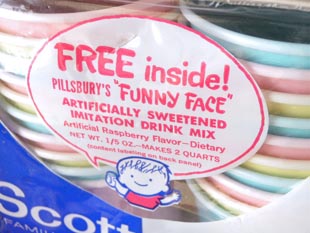 FREE inside!
PILLSBURY'S "FUNNY FACE"
ARTIFICIALLY SWEETENED
IMITATION DRINK MIX
Artificial Raspberry Flavor—Dietary
NET WT. 1/5 OZ.—MAKES 2 QUARTS
(content labeling on back panel)
Scott
FAMIL